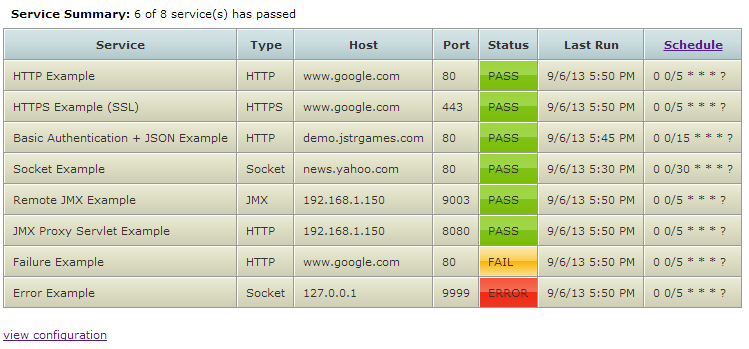 Service Summary: 6 of 8 service(s) has passed
Service Type Host Port Status Last Run Schedule
HTTP Example HTTP www.google.com 80 PASS 9/6/13 5:50 PM 0 0/5 * * * ?
HTTPS Example (SSL) HTTPS www.google.com 443 PASS 9/6/13 5:50 PM 0 0/5 * * * ?
Basic Authentication + JSON Example HTTP demo.jstrgames.com 80 PASS 9/6/13 5:45 PM 0 0/15 * * * ?
Socket Example Socket news.yahoo.com 80 PASS 9/6/13 5:30 PM 0 0/30 * * * ?
Remote JMX Example JMX 192.168.1.150 9003 PASS 9/6/13 5:50 PM 0 0/5 * * * ?
JMX Proxy Servlet Example HTTP 192.168.1.150 8080 PASS 9/6/13 5:50 PM 0 0/5 * * * ?
Failure Example HTTP www.google.com 80 FAIL 9/6/13 5:50 PM 0 0/5 * * * ?
Error Example Socket 127.0.0.1 9999 ERROR 9/6/13 5:50 PM 0 0/5 * * * ?
view configuration